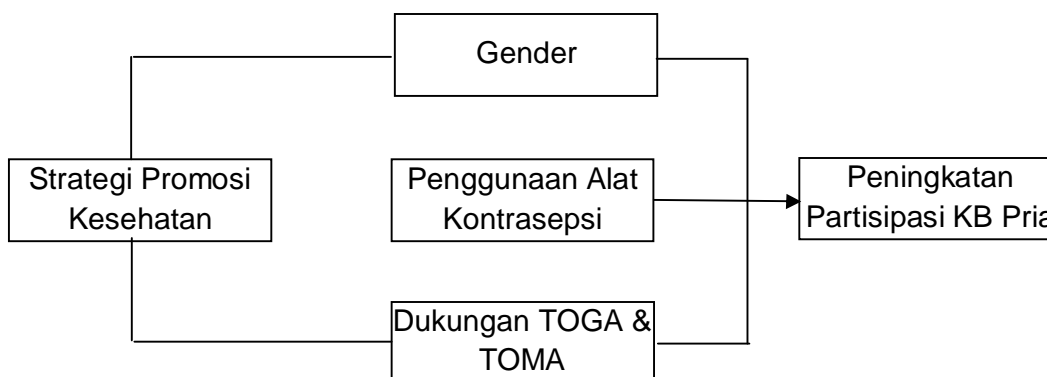 Gender
Strategi Promosi
Kesehatan
Penggunaan Alat
Kontrasepsi
Peningkatan
Partisipasi KB Pria
Dukungan TOGA &
TOMA